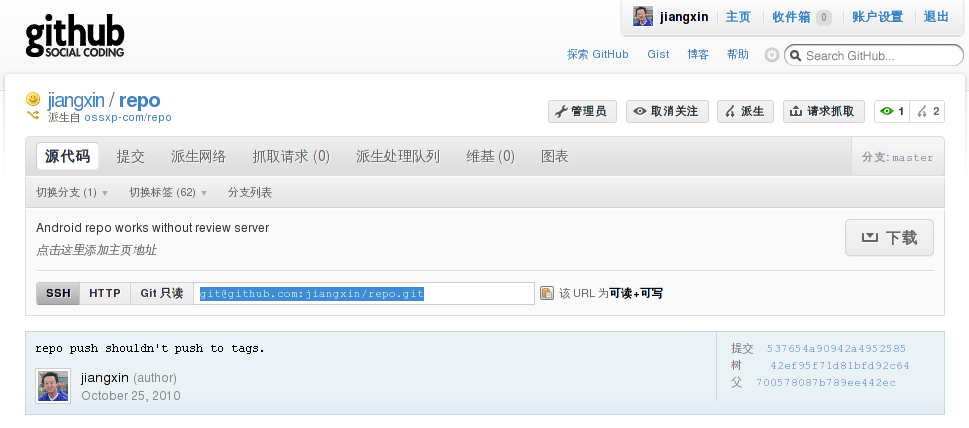 github
SOCIAL CODING
jiangxin 主页 收件箱 0 账户设置 退出
探索 GitHub Gist 博客 帮助 Search GitHub...
jiangxin / repo
派生自 ossxp-com/repo
管理员 取消关注 派生 请求抓取 1 2
源代码 提交 派生网络 抓取请求 (0) 派生处理队列 维基 (0) 图表 分支: master
切换分支 (1) 切换标签 (62) 分支列表
Android repo works without review server
点击这里添加主页地址
下载
SSH HTTP Git 只读 git@github.com:jiangxin/repo.git 该 URL 为可读+可写
repo push shouldn't push to tags.
jiangxin (author)
October 25, 2010
提交 537654a90942a4952585
树 42ef95f71d81bfd92c64
父 700578087b789ee442ec